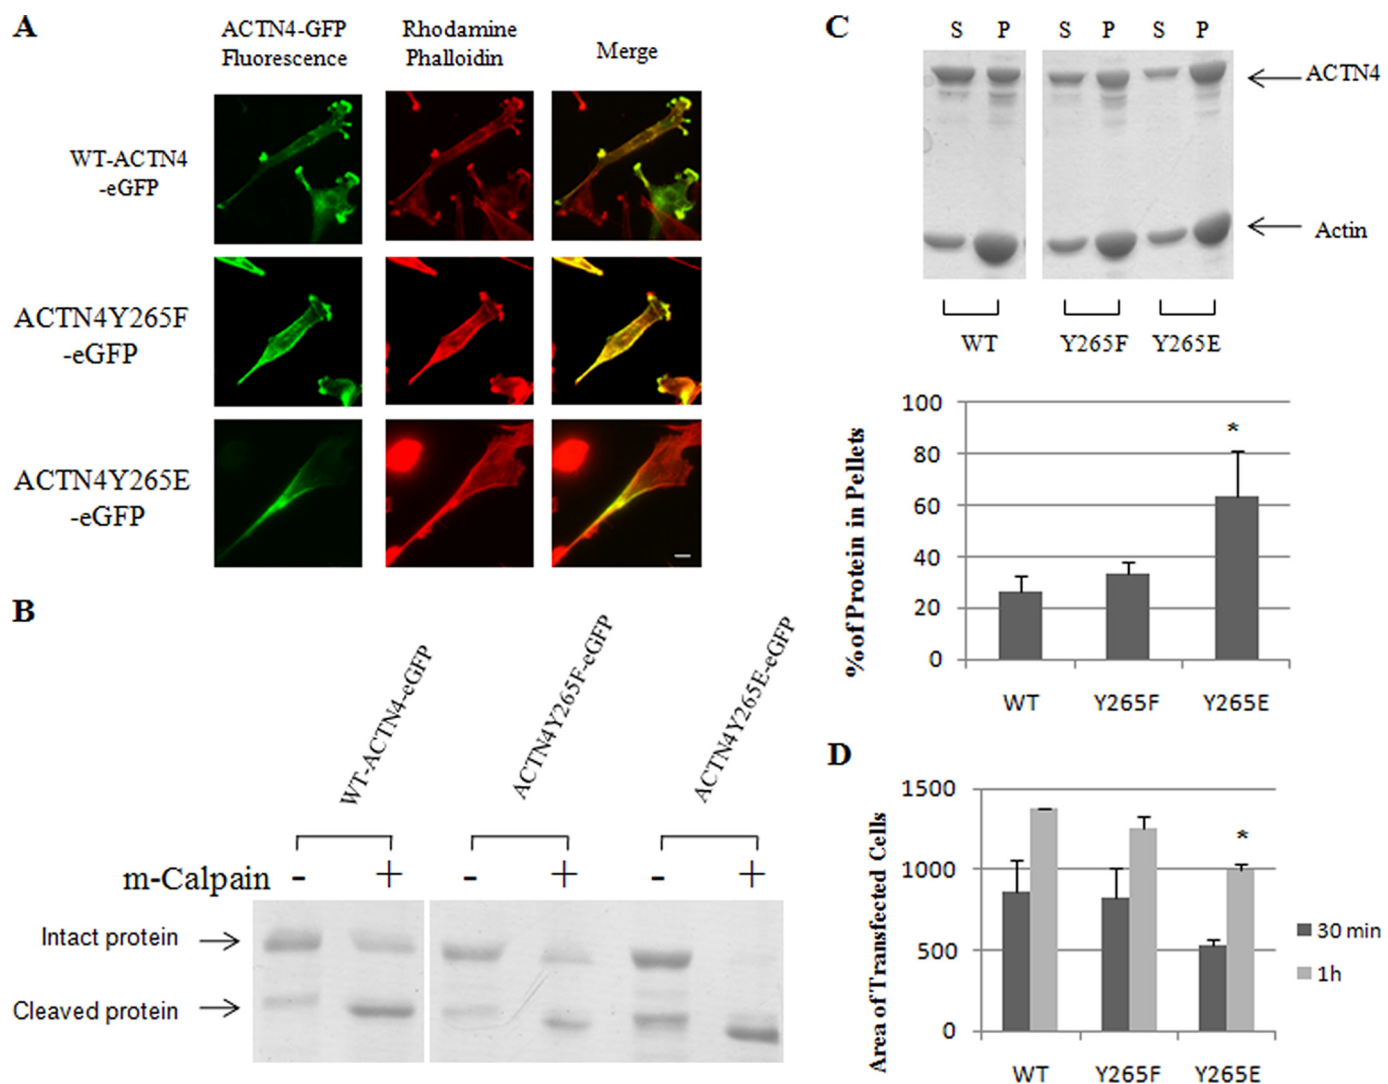 A
ACTN4-GFP
Fluorescence
Rhodamine
Phalloidin
Merge
WT-ACTN4
-eGFP
ACTN4Y265F
-eGFP
ACTN4Y265E
-eGFP
B
WT-ACTN4-eGFP
ACTN4Y265F-eGFP
ACTN4Y265E-eGFP
m-Calpain - + - + - +
Intact protein
Cleaved protein
C
S P S P S P
ACTN4
Actin
WT Y265F Y265E
% of Protein in Pellets
100
80
60
40
20
0
*
WT Y265F Y265E
D
Area of Transfected Cells
1500
1000
500
0
*
30 min
1h
WT Y265F Y265E